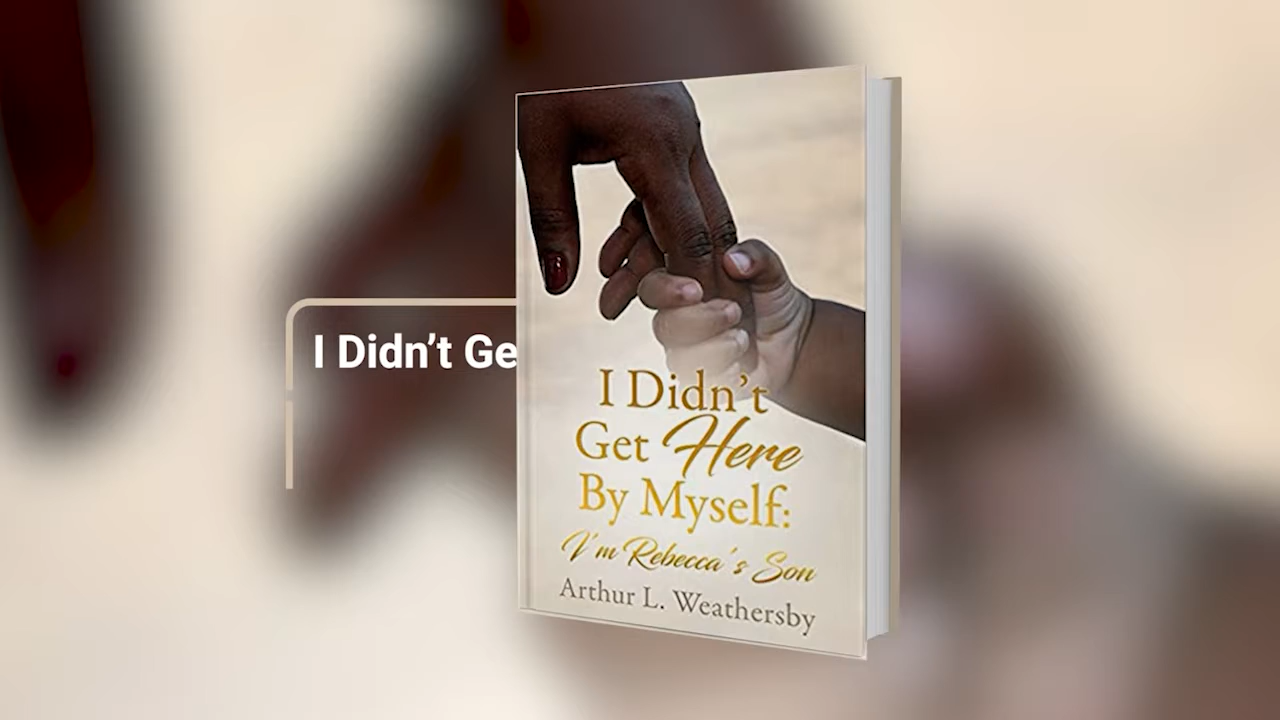 I Didn’t Ge
I Didn’t
Get Here
By Myself:
I'm Rebecca's Son
Arthur L. Weathersby